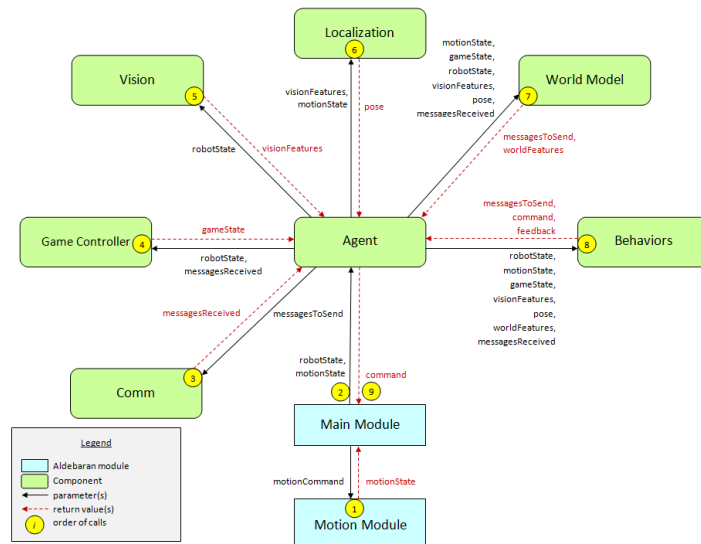 Localization
6
motionState,
gameState,
robotState,
visionFeatures,
pose,
messagesReceived
Vision
5
World Model
7
visionFeatures,
motionState
pose
robotState
visionFeatures
messagesToSend,
worldFeatures
messagesToSend,
command,
feedback
gameState
Game Controller
4
Agent
8
Behaviors
robotState,
messagesReceived
robotState,
motionState,
gameState,
visionFeatures,
pose,
worldFeatures,
messagesReceived
messagesReceived
messagesToSend
3
Comm
robotState,
motionState
command
2
9
Main Module
motionCommand
motionState
1
Motion Module
Legend
Aldebaran module
Component
parameter(s)
return value(s)
i
order of calls